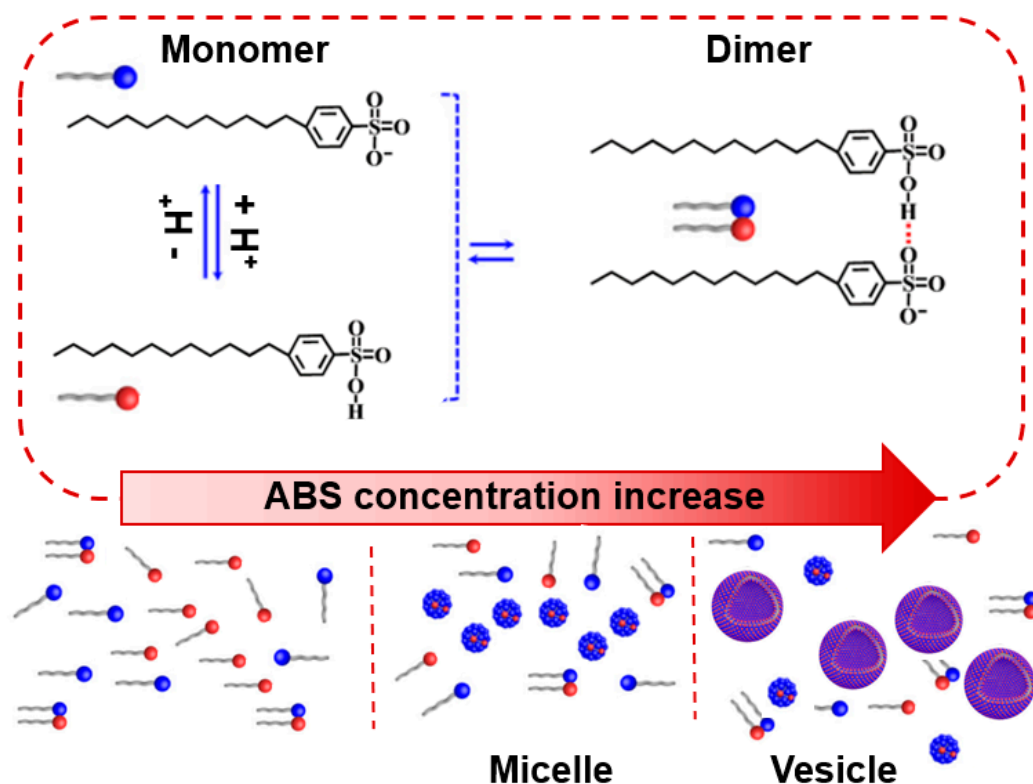 Monomer
Dimer
O
S=O
O⁻
O
S=O
O
H
O
S=O
O
H
O
S=O
O⁻
- H⁺
+ H⁺
ABS concentration increase
Micelle
Vesicle